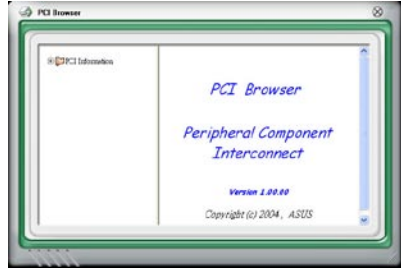 PCI Browser
PCI Information
PCI Browser
Peripheral Component
Interconnect
Version 1.00.00
Copyright (c) 2004 , ASUS